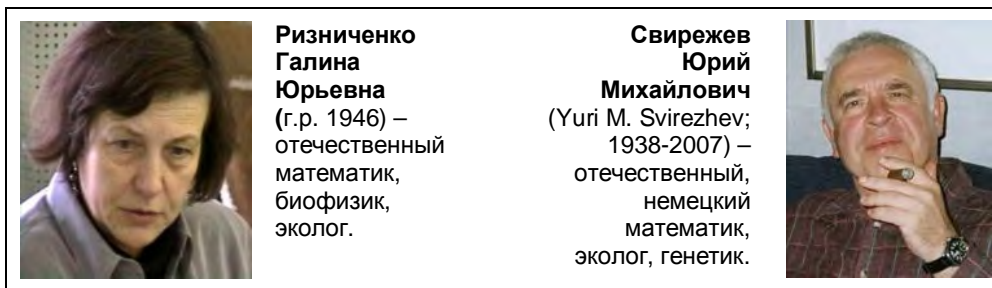 Ризниченко
Галина
Юрьевна
(г.р. 1946) –
отечественный
математик,
биофизик,
эколог.
Свирежев
Юрий
Михайлович
(Yuri M. Svirezhev;
1938-2007) –
отечественный,
немецкий
математик,
эколог, генетик.